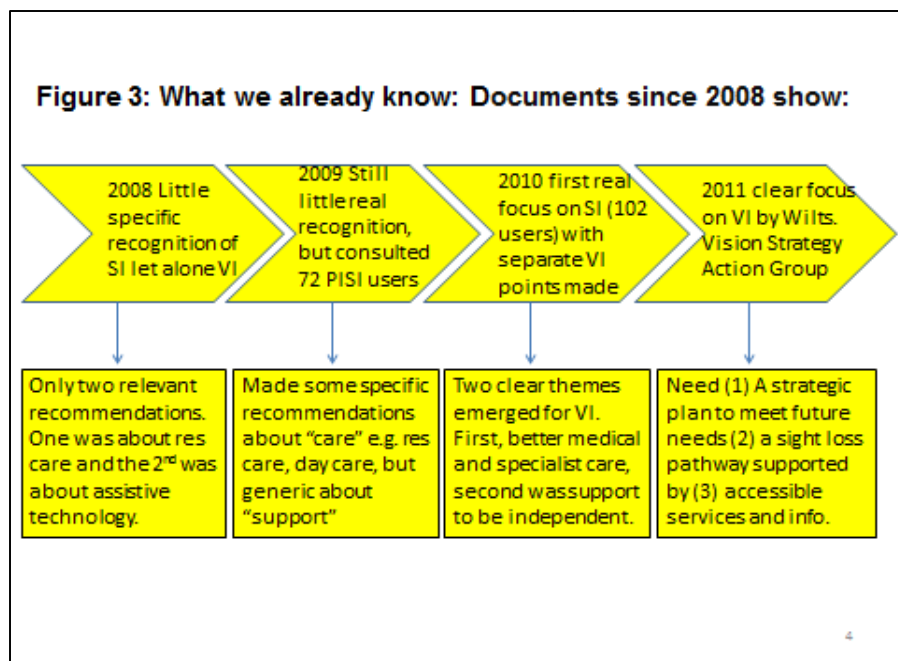 Figure 3: What we already know: Documents since 2008 show:
2008 Little
specific
recognition of
SI let alone VI
2009 Still
little real
recognition,
but consulted
72 PISI users
2010 first real
focus on SI (102
users) with
separate VI
points made
2011 clear focus
on VI by Wilts.
Vision Strategy
Action Group
Only two relevant
recommendations.
One was about res
care and the 2nd was
about assistive
technology.
Made some specific
recommendations
about “care” e.g. res
care, day care, but
generic about
“support”
Two clear themes
emerged for VI.
First, better medical
and specialist care,
second was support
to be independent.
Need (1) A strategic
plan to meet future
needs (2) a sight loss
pathway supported
by (3) accessible
services and info.
4